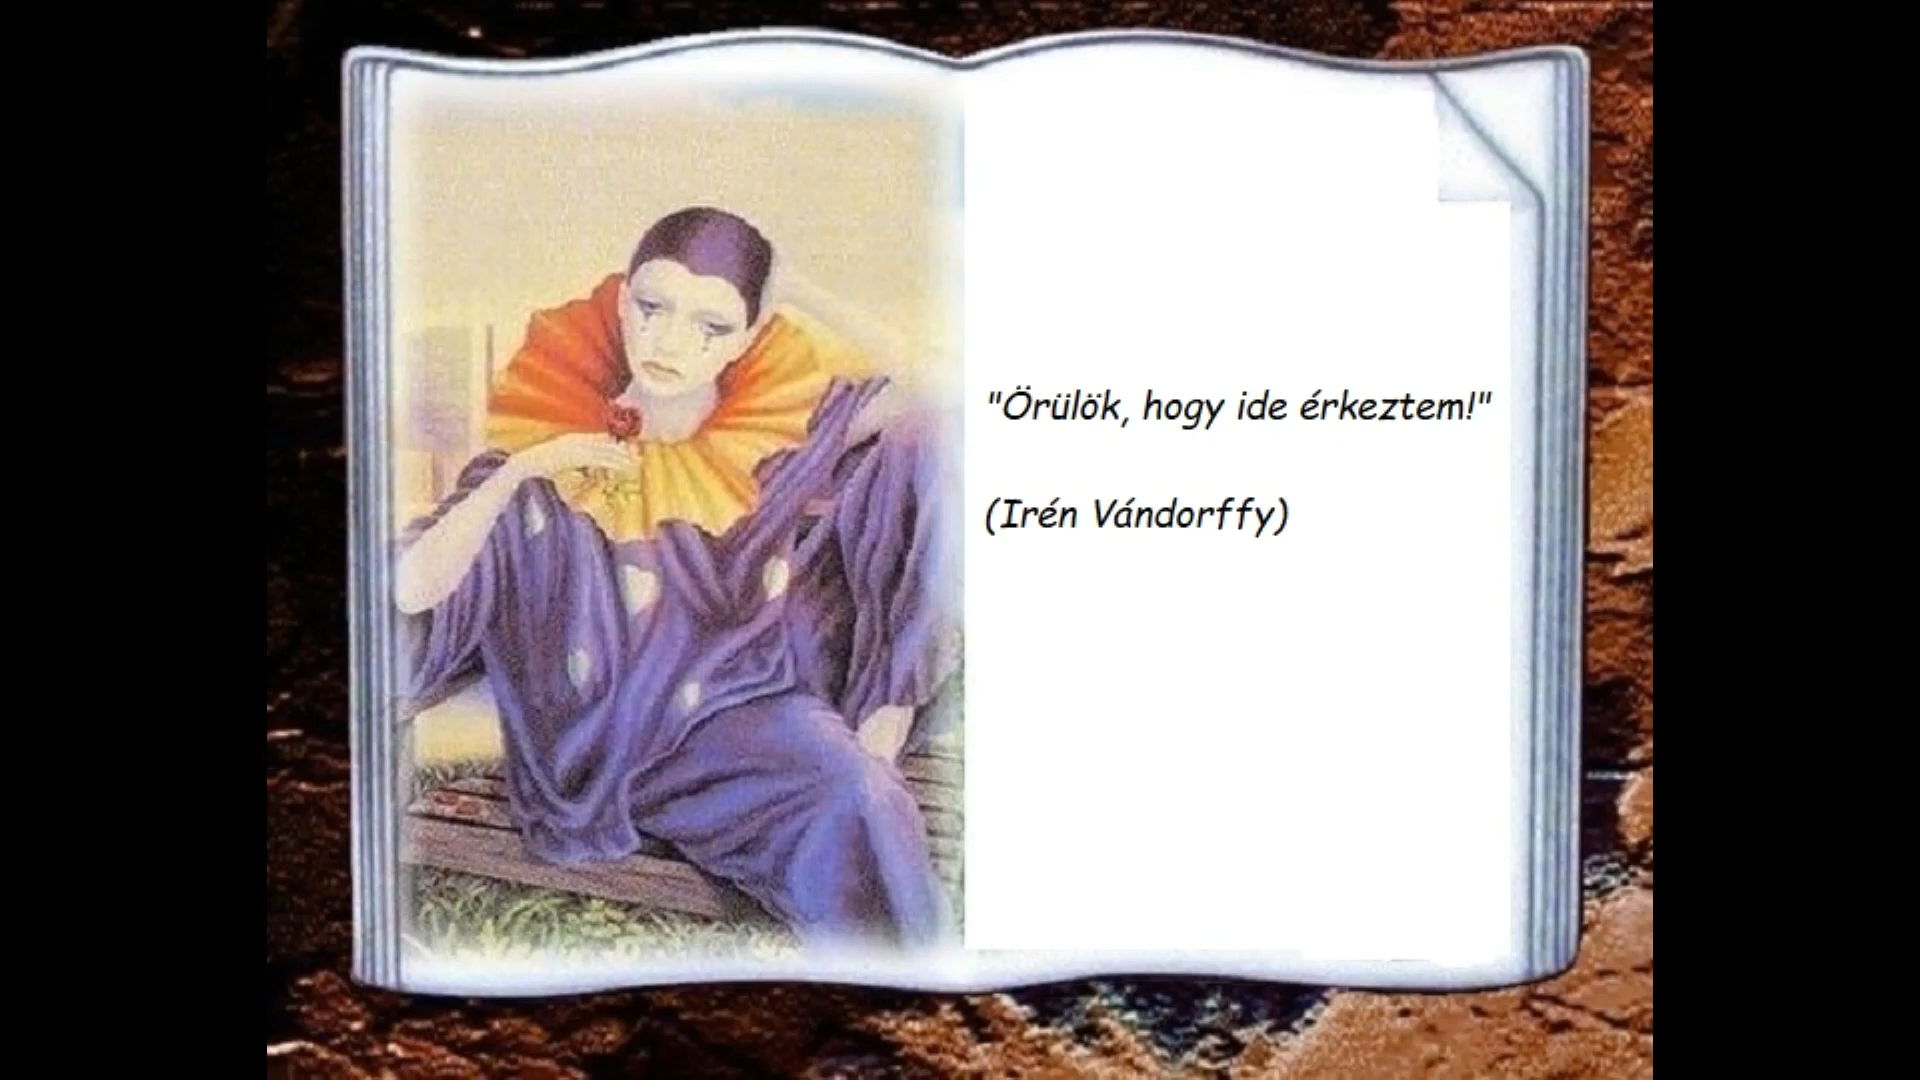 "Örülök, hogy ide érkeztem!"
(Irén Vándorffy)